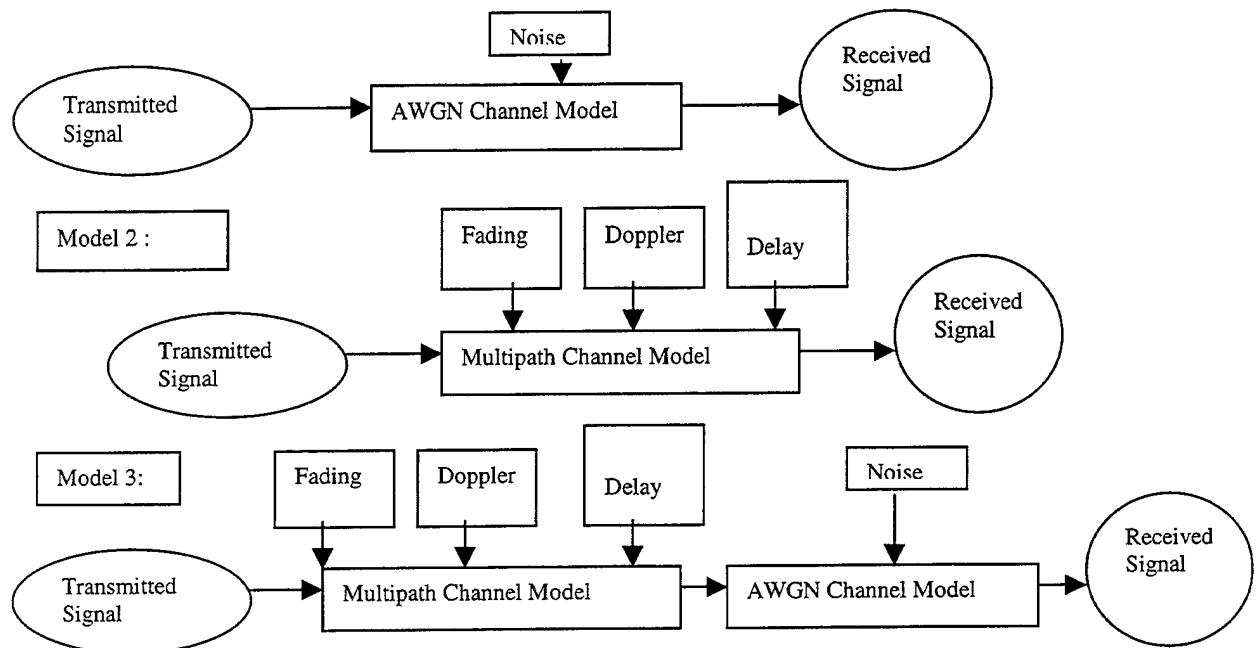 Noise
Received
Signal
Transmitted
Signal
AWGN Channel Model
Model 2 :
Fading
Doppler
Delay
Received
Signal
Transmitted
Signal
Multipath Channel Model
Model 3:
Fading
Doppler
Delay
Noise
Received
Signal
Transmitted
Signal
Multipath Channel Model
AWGN Channel Model